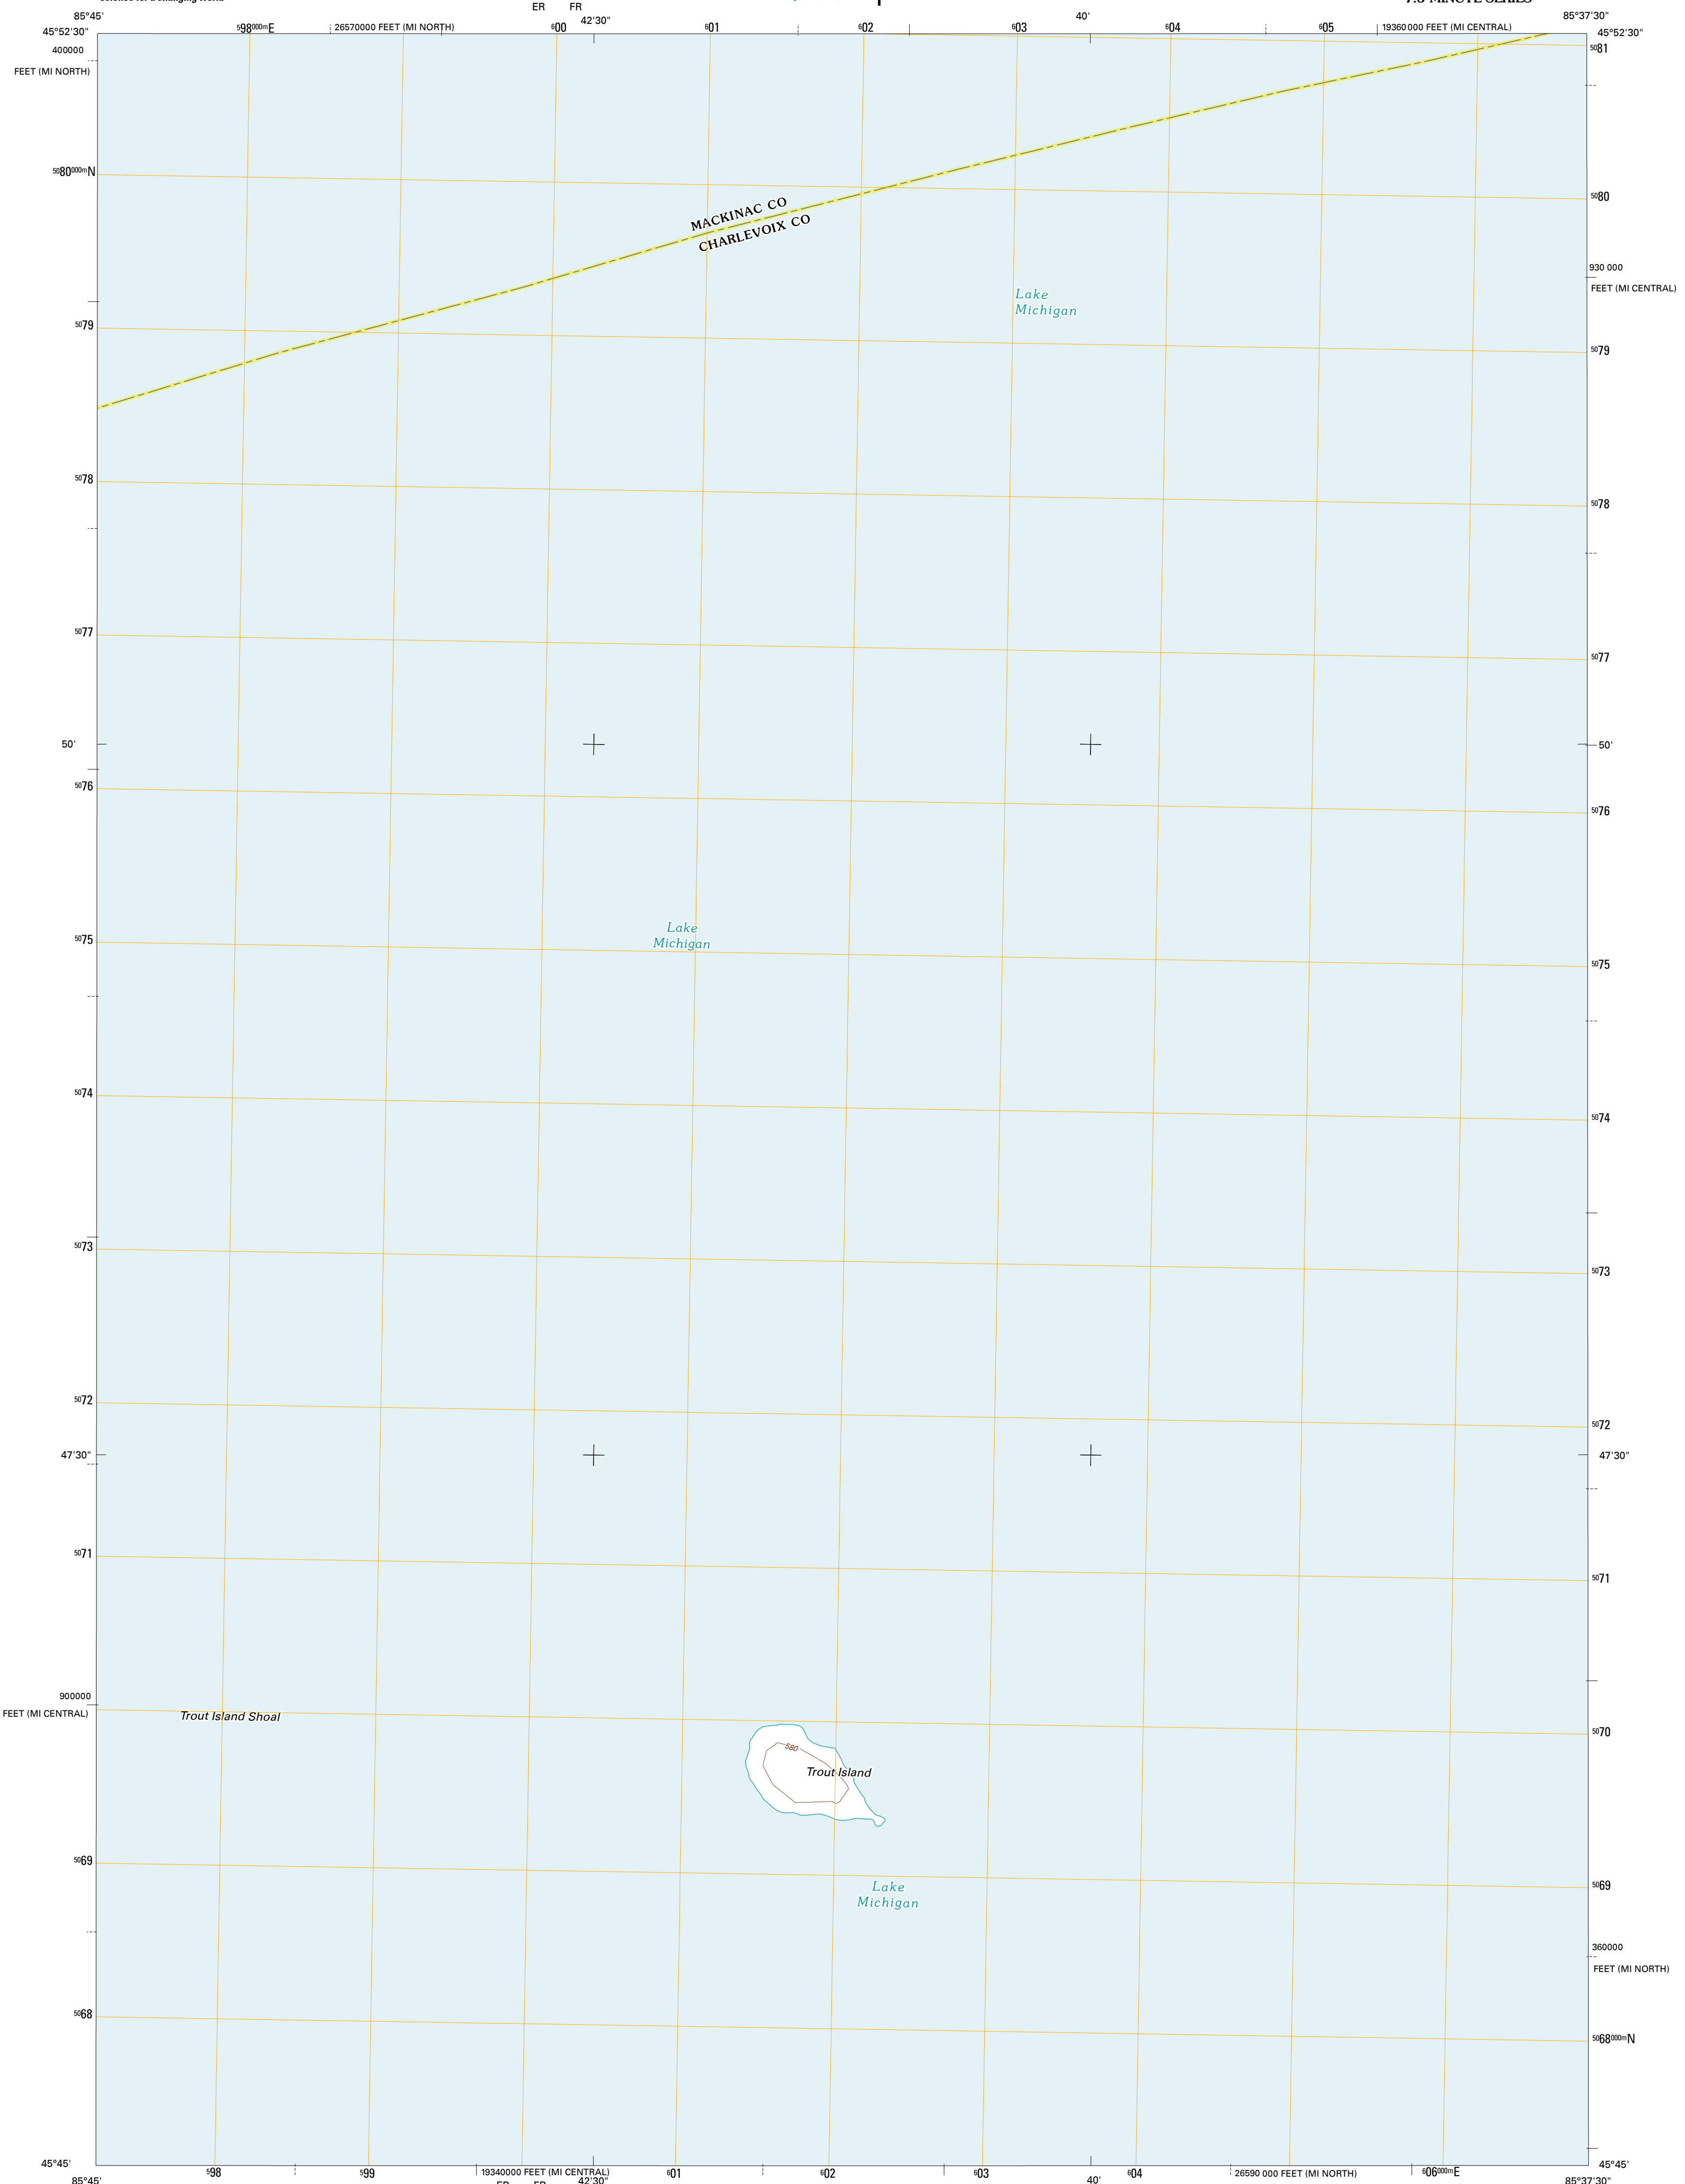 ER FR
85°45' 42'30" 40' 85°37'30"
45°52'30" ⁵98⁰⁰⁰ᵐE 26570000 FEET (MI NORTH) ⁶00 ⁶01 ⁶02 ⁶03 ⁶04 ⁶05 19360000 FEET (MI CENTRAL) 45°52'30"
400000
FEET (MI NORTH)
⁵⁰81
⁵⁰80⁰⁰⁰ᵐN
⁵⁰80
MACKINAC CO
CHARLEVOIX CO
930 000
FEET (MI CENTRAL)
Lake
Michigan
⁵⁰79
⁵⁰79
⁵⁰78
⁵⁰78
⁵⁰77
⁵⁰77
50' 50'
⁵⁰76
⁵⁰76
Lake
Michigan
⁵⁰75
⁵⁰75
⁵⁰74
⁵⁰74
⁵⁰73
⁵⁰73
⁵⁰72
⁵⁰72
47'30" 47'30"
⁵⁰71
⁵⁰71
900000
FEET (MI CENTRAL)
Trout Island Shoal
⁵⁰70
580
Trout Island
⁵⁰69
⁵⁰69
Lake
Michigan
360000
FEET (MI NORTH)
⁵⁰68
⁵⁰68⁰⁰⁰ᵐN
45°45' 45°45'
⁵98 ⁵99 19340000 FEET (MI CENTRAL) ⁶01 ⁶02 ⁶03 ⁶04 26590 000 FEET (MI NORTH) ⁶06⁰⁰⁰ᵐE
85°45' 42'30" 40' 85°37'30"